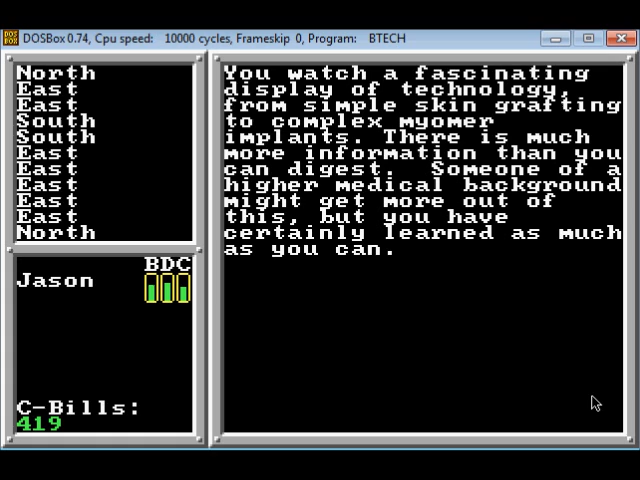 DOSBox 0.74, Cpu speed: 10000 cycles, Frameskip 0, Program: BTECH
North
East
East
South
South
East
East
East
East
East
North
Jason
BDC
C-Bills:
419
You watch a fascinating
display of technology,
from simple skin grafting
to complex myomer
implants. There is much
more information than you
can digest. Someone of a
higher medical background
might get more out of
this, but you have
certainly learned as much
as you can.